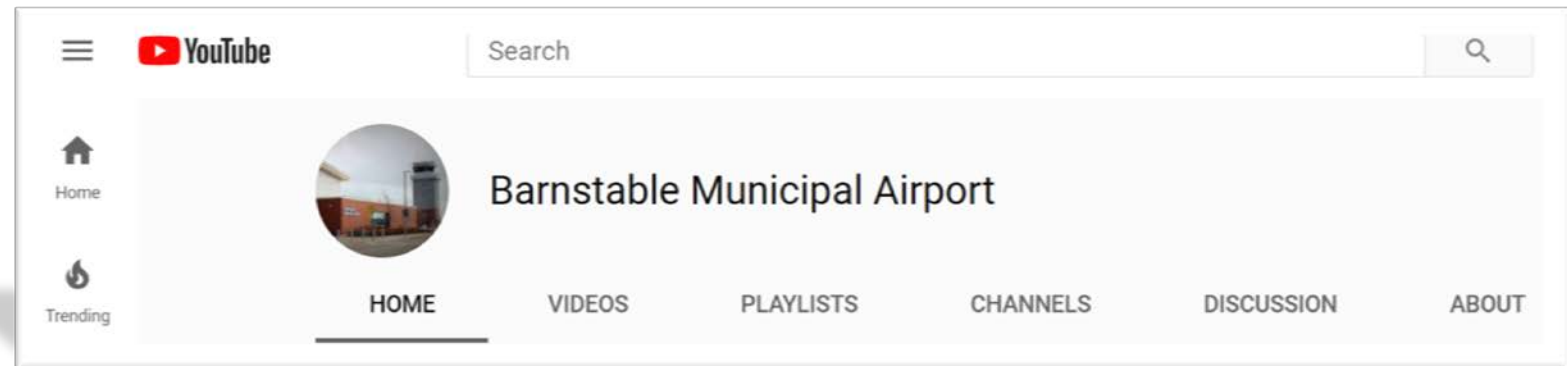 YouTube
Search
Home
Barnstable Municipal Airport
Trending
HOME VIDEOS PLAYLISTS CHANNELS DISCUSSION ABOUT